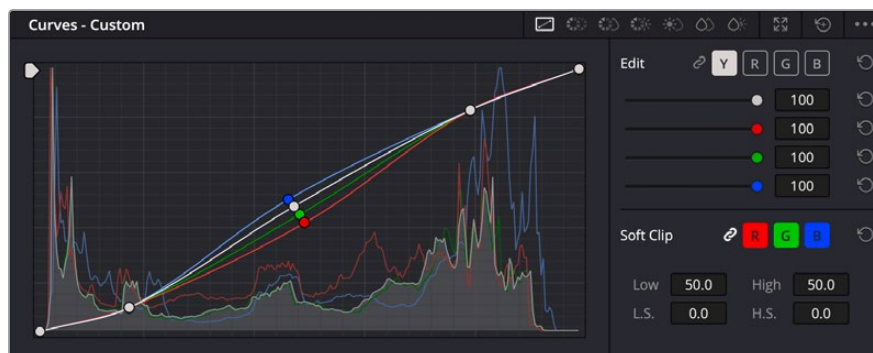 Curves - Custom
Edit Y R G B
100
100
100
100
Soft Clip R G B
Low 50.0 High 50.0
L.S. 0.0 H.S. 0.0